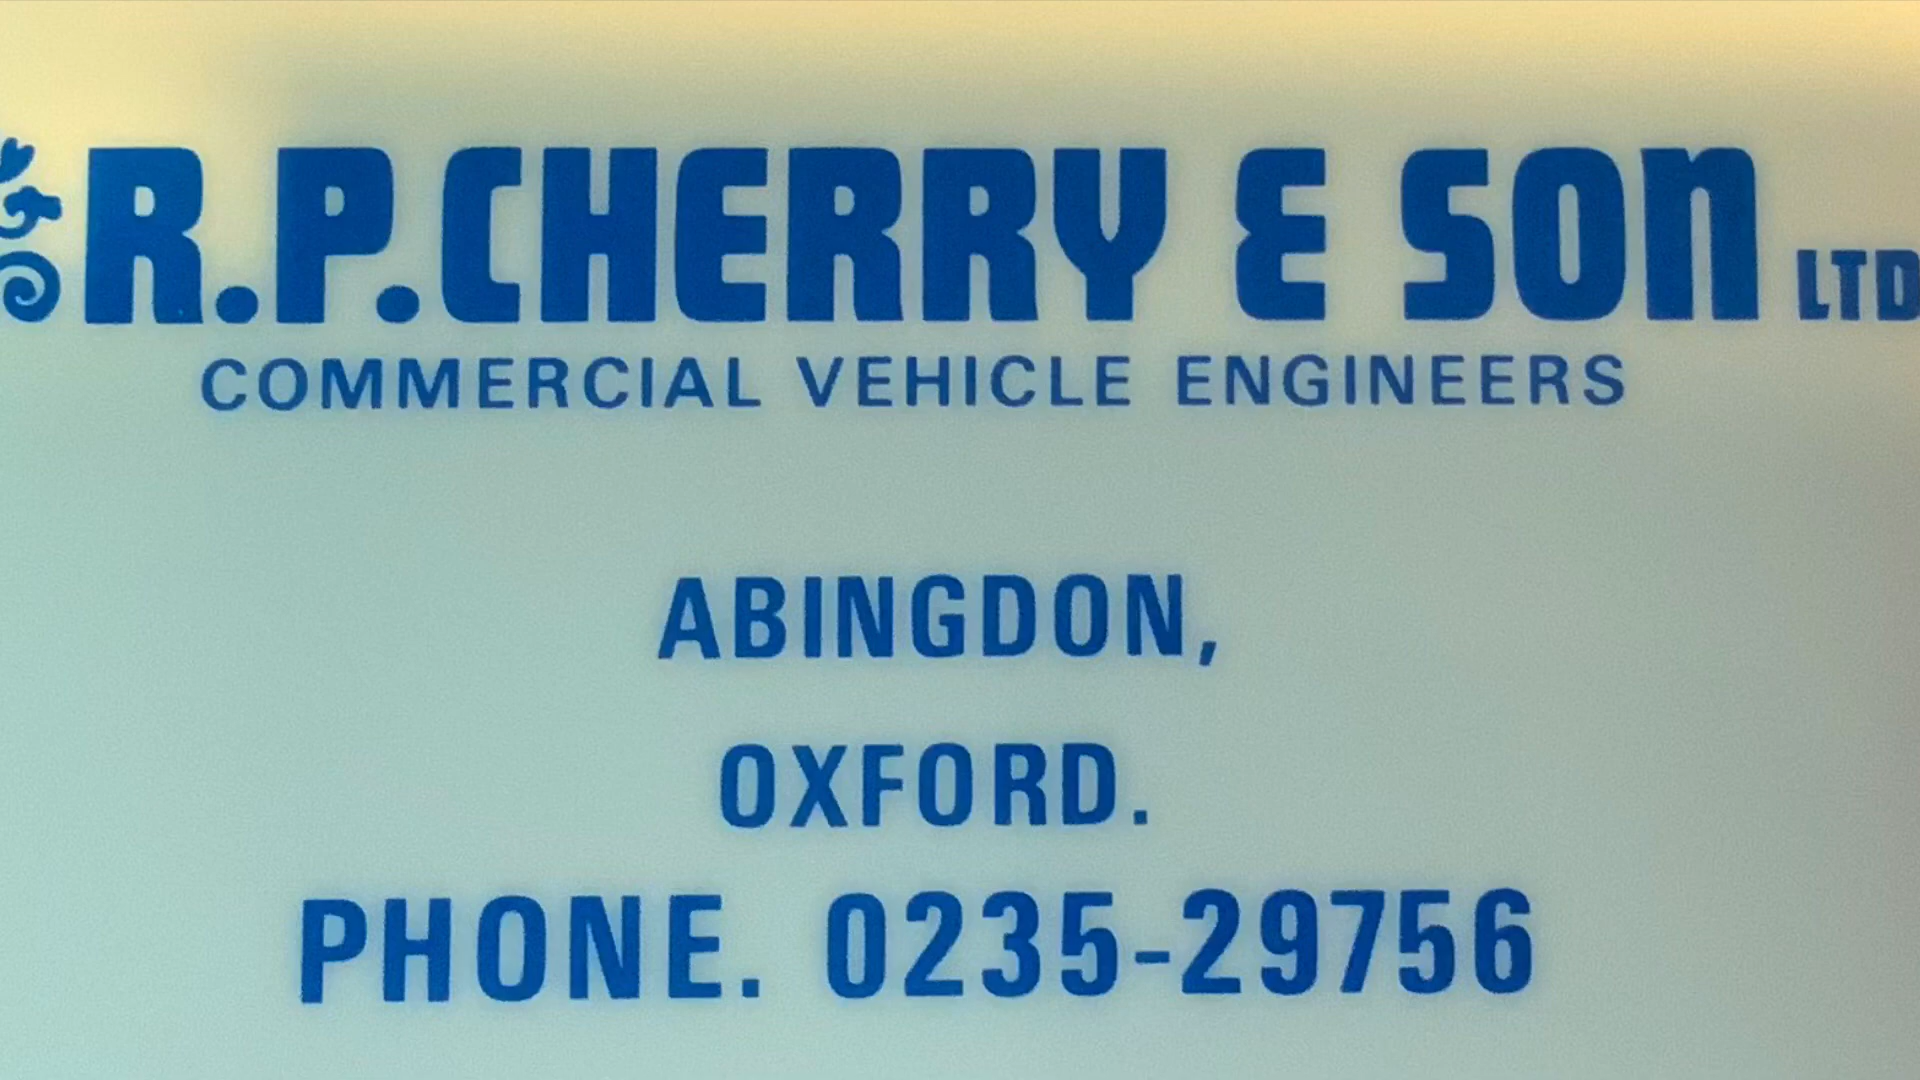 R.P.CHERRY & SON LTD
COMMERCIAL VEHICLE ENGINEERS
ABINGDON,
OXFORD.
PHONE. 0235-29756